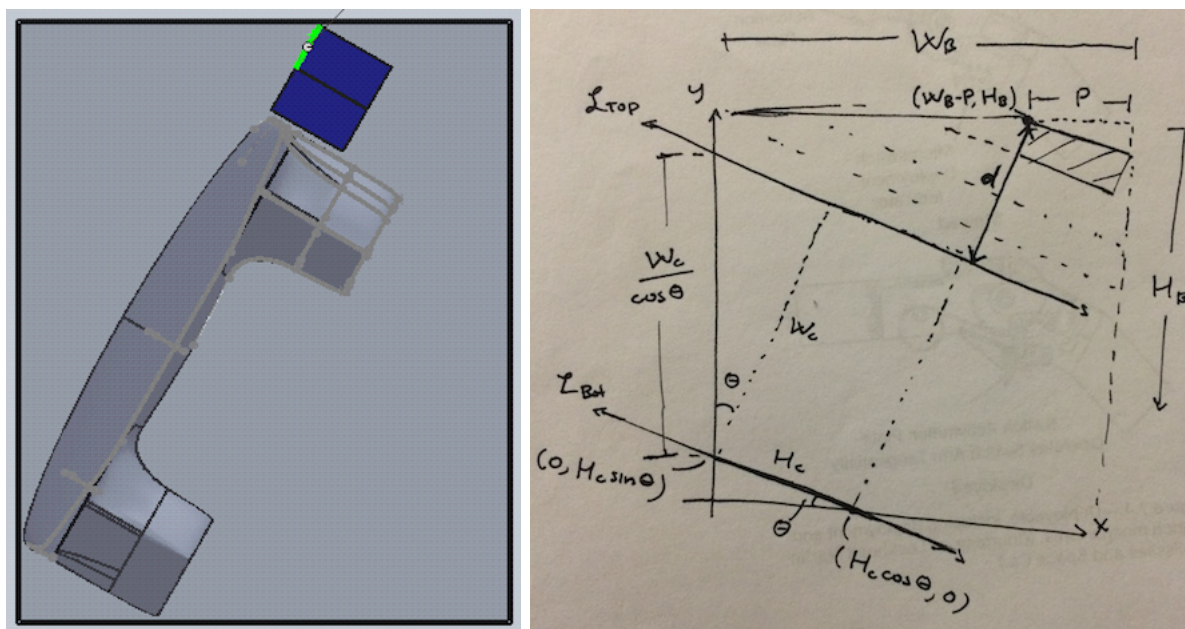 W_B
y
(W_B-P, H_B)
P
L_TOP
d
W_c
cosθ
H_B
W_c
θ
L_Bot
(0, H_c sinθ)
H_c
θ
x
(H_c cosθ, 0)